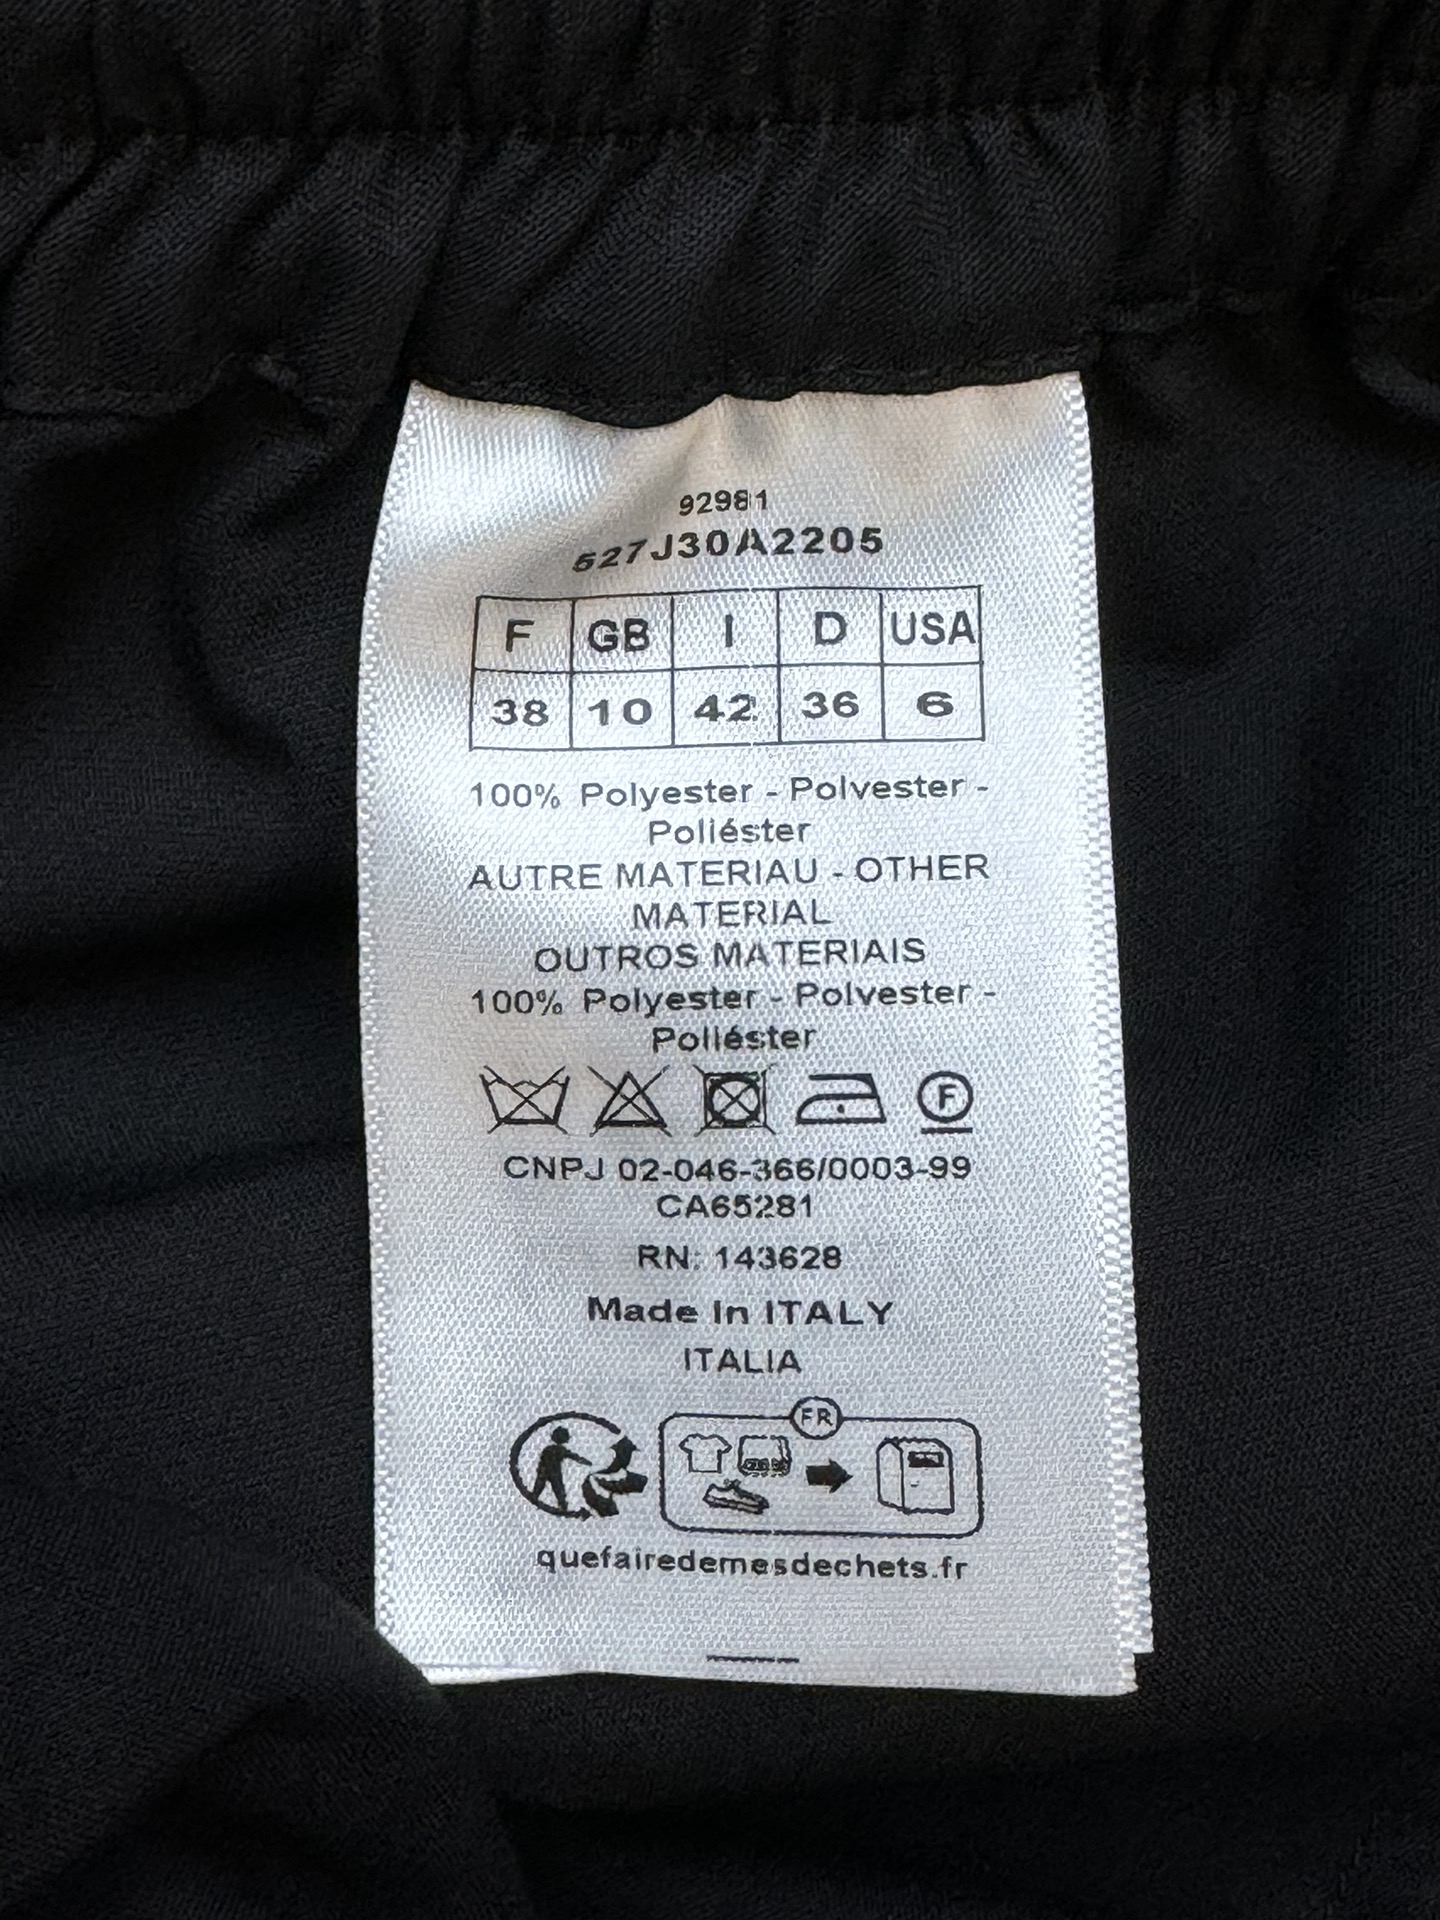 92981
527J30A2205
F GB I D USA
38 10 42 36 6
100% Polyester - Polvester -
Poliéster
AUTRE MATERIAU - OTHER
MATERIAL
OUTROS MATERIAIS
100% Polyester - Polvester -
Poliéster
F
CNPJ 02-046-366/0003-99
CA65281
RN: 143628
Made In ITALY
ITALIA
FR
quefairedemesdechets.fr